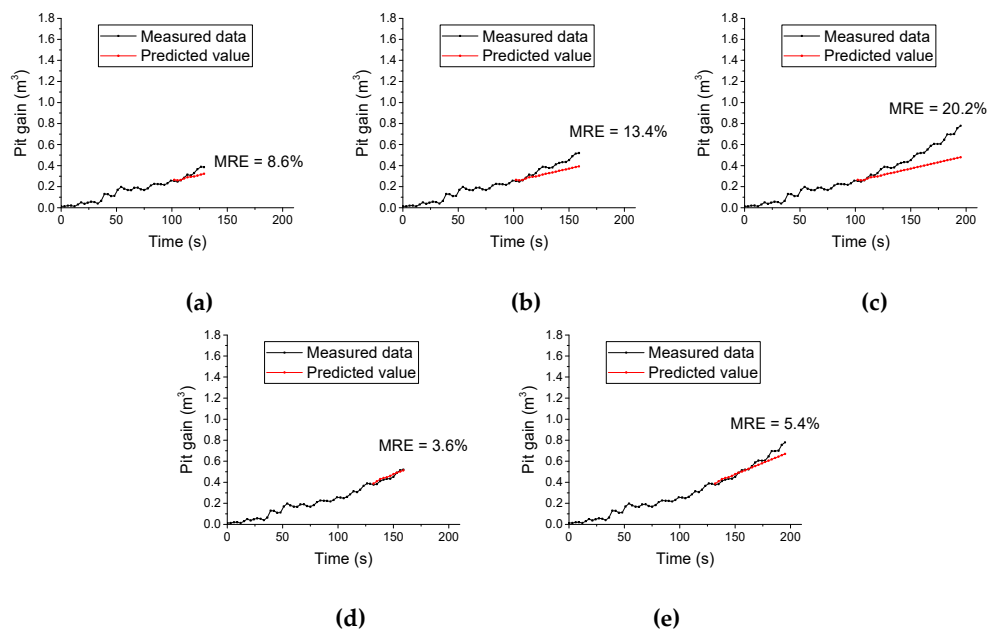 1.8
1.6
1.4
1.2
1.0
0.8
0.6
0.4
0.2
0.0
Pit gain (m³)
Measured data
Predicted value
MRE = 8.6%
0 50 100 150 200
Time (s)
(a)
1.8
1.6
1.4
1.2
1.0
0.8
0.6
0.4
0.2
0.0
Pit gain (m³)
Measured data
Predicted value
MRE = 13.4%
0 50 100 150 200
Time (s)
(b)
1.8
1.6
1.4
1.2
1.0
0.8
0.6
0.4
0.2
0.0
Pit gain (m³)
Measured data
Predicted value
MRE = 20.2%
0 50 100 150 200
Time (s)
(c)
1.8
1.6
1.4
1.2
1.0
0.8
0.6
0.4
0.2
0.0
Pit gain (m³)
Measured data
Predicted value
MRE = 3.6%
0 50 100 150 200
Time (s)
(d)
1.8
1.6
1.4
1.2
1.0
0.8
0.6
0.4
0.2
0.0
Pit gain (m³)
Measured data
Predicted value
MRE = 5.4%
0 50 100 150 200
Time (s)
(e)